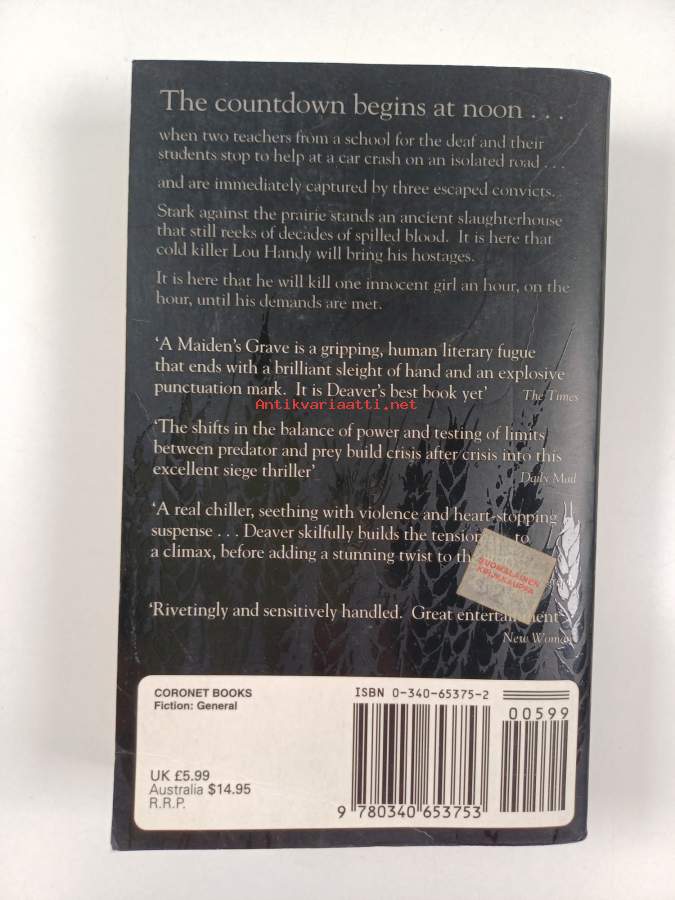 The countdown begins at noon . . .
when two teachers from a school for the deaf and their
students stop to help at a car crash on an isolated road . . .
and are immediately captured by three escaped convicts.
Stark against the prairie stands an ancient slaughterhouse
that still reeks of decades of spilled blood. It is here that
cold killer Lou Handy will bring his hostages.
It is here that he will kill one innocent girl an hour, on the
hour, until his demands are met.
'A Maiden's Grave is a gripping, human literary fugue
that ends with a brilliant sleight of hand and an explosive
punctuation mark. It is Deaver's best book yet' The Times
Antikvariaatti.net
'The shifts in the balance of power and testing of limits
between predator and prey build crisis after crisis into this
excellent siege thriller'
Daily Mail
'A real chiller, seething with violence and heart-stopping
suspense . . . Deaver skilfully builds the tension to
a climax, before adding a stunning twist to th
SUOMALAINEN
KIRJAKAUPPA
'Rivetingly and sensitively handled. Great entertainment'
New Woman
CORONET BOOKS
Fiction: General
ISBN 0-340-65375-2
00599
UK £5.99
Australia $14.95
R.R.P.
9 780340 653753